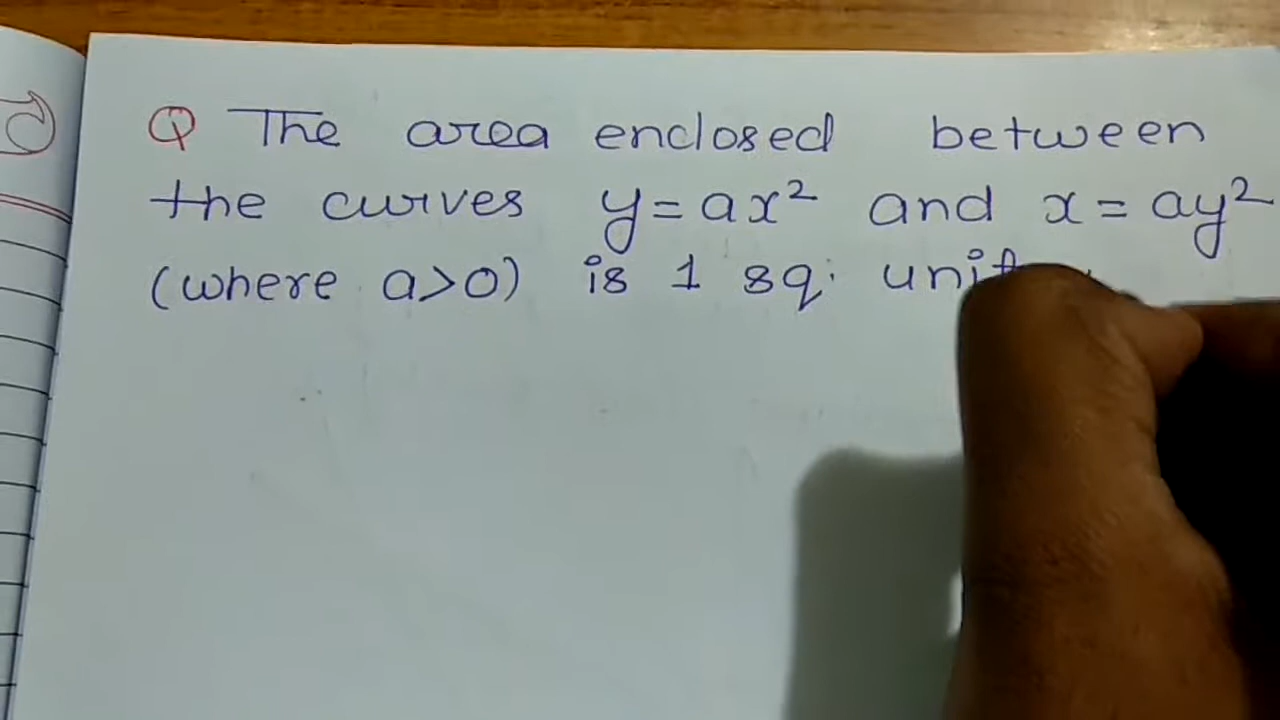 Q The area enclosed between
the curves y = ax² and x = ay²
(where a>0) is 1 sq. unit